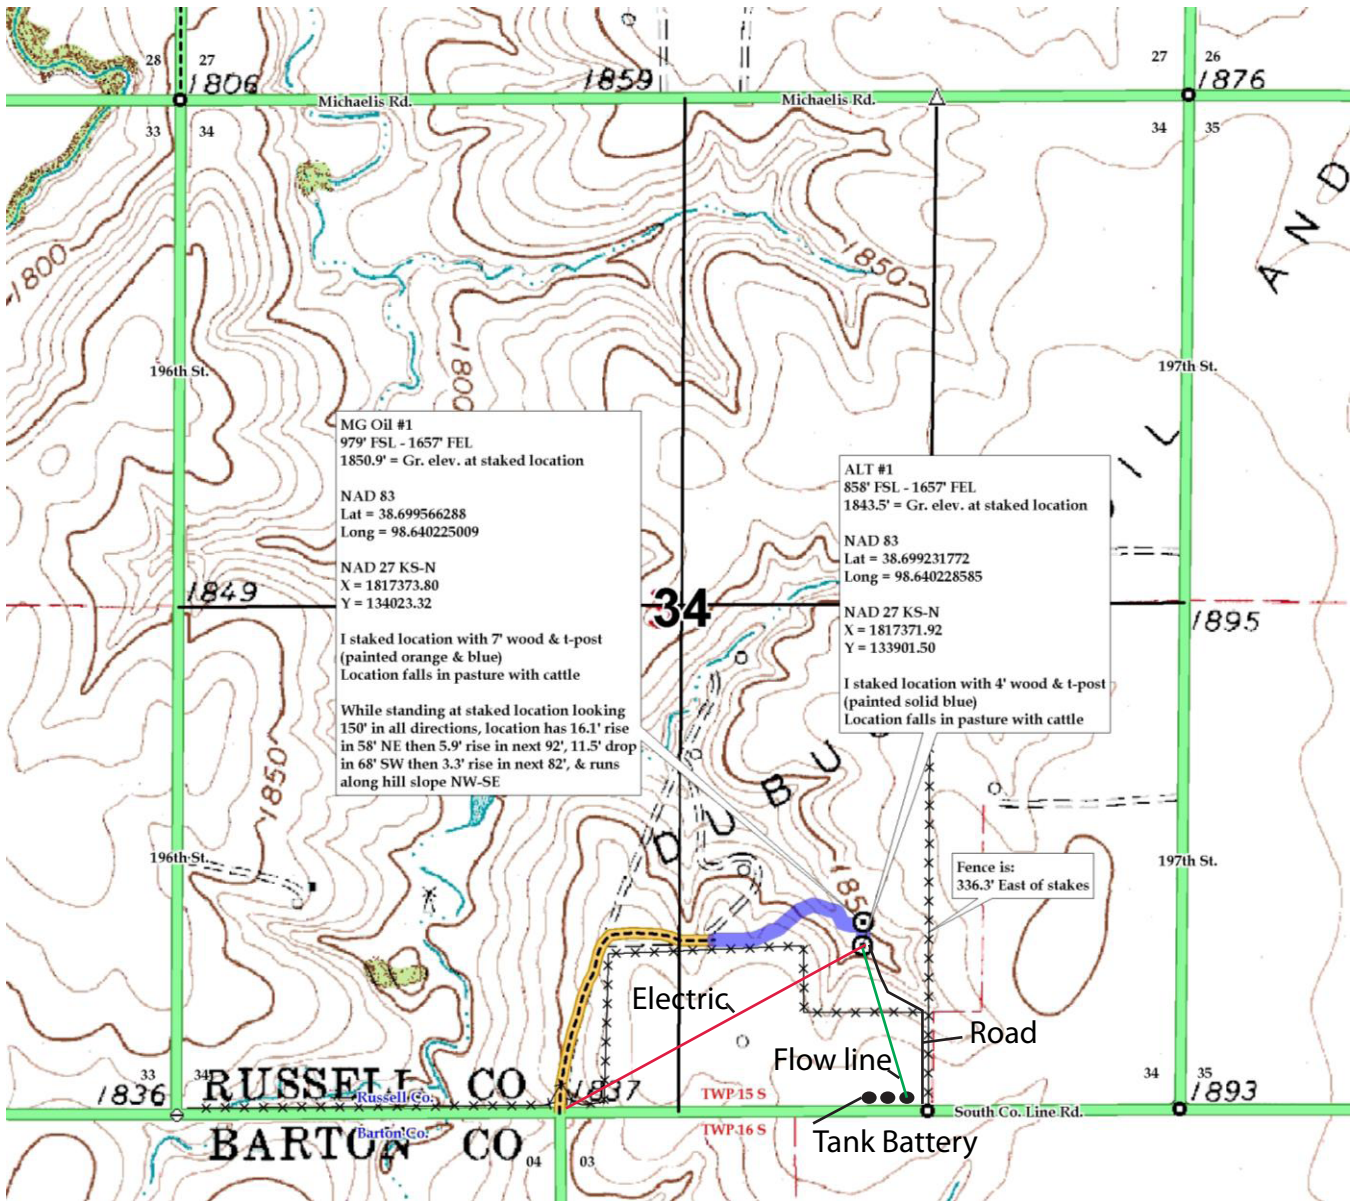 28 27
27 26
1806
1859
1876
Michaelis Rd.
Michaelis Rd.
33 34
34 35
AND
1800
1850
196th St.
197th St.
1800
MG Oil #1
979' FSL - 1657' FEL
1850.9' = Gr. elev. at staked location
NAD 83
Lat = 38.699566288
Long = 98.640225009
NAD 27 KS-N
X = 1817373.80
Y = 134023.32
I staked location with 7' wood & t-post
(painted orange & blue)
Location falls in pasture with cattle
While standing at staked location looking
150' in all directions, location has 16.1' rise
in 58' NE then 5.9' rise in next 92', 11.5' drop
in 68' SW then 3.3' rise in next 82', & runs
along hill slope NW-SE
ALT #1
858' FSL - 1657' FEL
1843.5' = Gr. elev. at staked location
NAD 83
Lat = 38.699231772
Long = 98.640228585
NAD 27 KS-N
X = 1817371.92
Y = 133901.50
I staked location with 4' wood & t-post
(painted solid blue)
Location falls in pasture with cattle
IL
1849
34
1895
1850
DUBU
196th St.
197th St.
Fence is:
336.3' East of stakes
185
Electric
Road
Flow line
33 34
34 35
1836
RUSSELL CO
Russell Co.
1837
TWP 15 S
1893
South Co. Line Rd.
BARTON CO
Barton Co.
04 03
TWP 16 S
Tank Battery